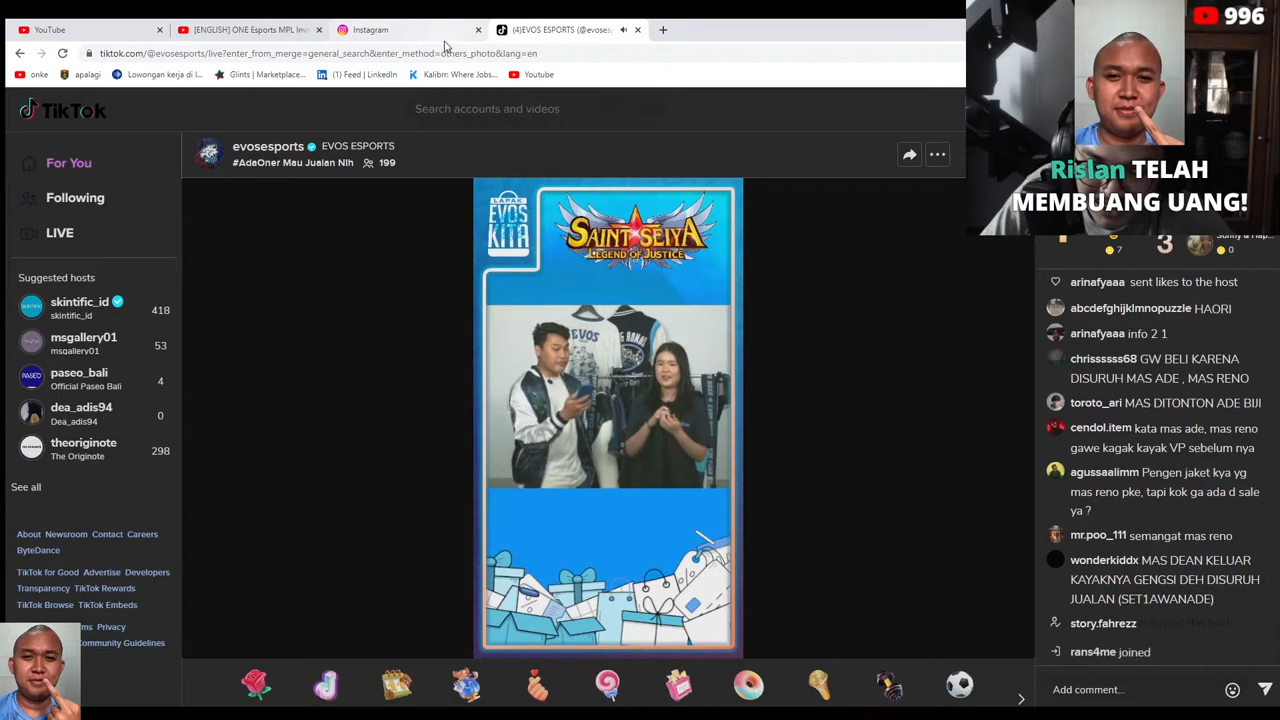 YouTube
[ENGLISH] ONE Esports MPL Invi
Instagram
(4)EVOS ESPORTS (@evoses
996
tiktok.com/@evosesports/live?enter_from_merge=general_search&enter_method=others_photo&lang=en
onke
apalagi
Lowongan kerja di I...
Glints | Marketplace...
(1) Feed | LinkedIn
Kalibrr: Where Jobs...
Youtube
TikTok
Search accounts and videos
For You
Following
LIVE
Suggested hosts
skintific_id
skintific_id
418
msgallery01
msgallery01
53
paseo_bali
Official Paseo Bali
4
dea_adis94
Dea_adis94
0
theoriginote
The Originote
298
See all
About Newsroom Contact Careers
ByteDance
TikTok for Good Advertise Developers
Transparency TikTok Rewards
TikTok Browse TikTok Embeds
Privacy
Community Guidelines
evosesports EVOS ESPORTS
#AdaOner Mau Jualan Nih 199
LAPAK
EVOS
KITA
SAINT SEIYA
LEGEND OF JUSTICE
EVOS
Rislan TELAH
MEMBUANG UANG!
7
3
0
arinafyaaa sent likes to the host
abcdefghijklmnopuzzle HAORI
arinafyaaa info 2 1
chrissssss68 GW BELI KARENA
DISURUH MAS ADE , MAS RENO
toroto_ari MAS DITONTON ADE BIJI
cendol.item kata mas ade, mas reno
gawe kagak kayak VP sebelum nya
agussaalimm Pengen jaket kya yg
mas reno pke, tapi kok ga ada d sale
ya ?
mr.poo_111 semangat mas reno
wonderkiddx MAS DEAN KELUAR
KAYAKNYA GENGSI DEH DISURUH
JUALAN (SET1AWANADE)
story.fahrezz followed the host
rans4me joined
Add comment...